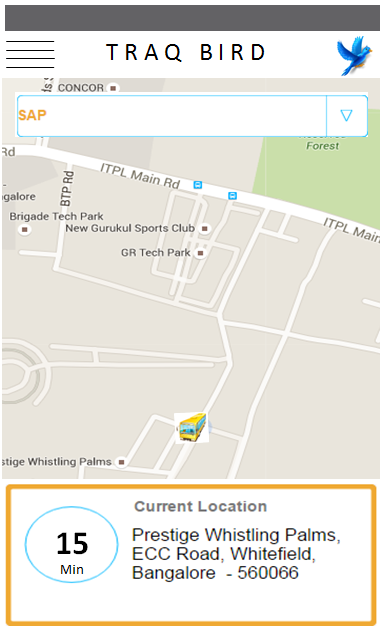 TRAQ BIRD
CONCOR
SAP
Forest
Rd
ITPL Main Rd
BTP Rd
galore
Brigade Tech Park
New Gurukul Sports Club
ITPL Main
GR Tech Park
stige Whistling Palms
Current Location
15
Min
Prestige Whistling Palms,
ECC Road, Whitefield,
Bangalore - 560066